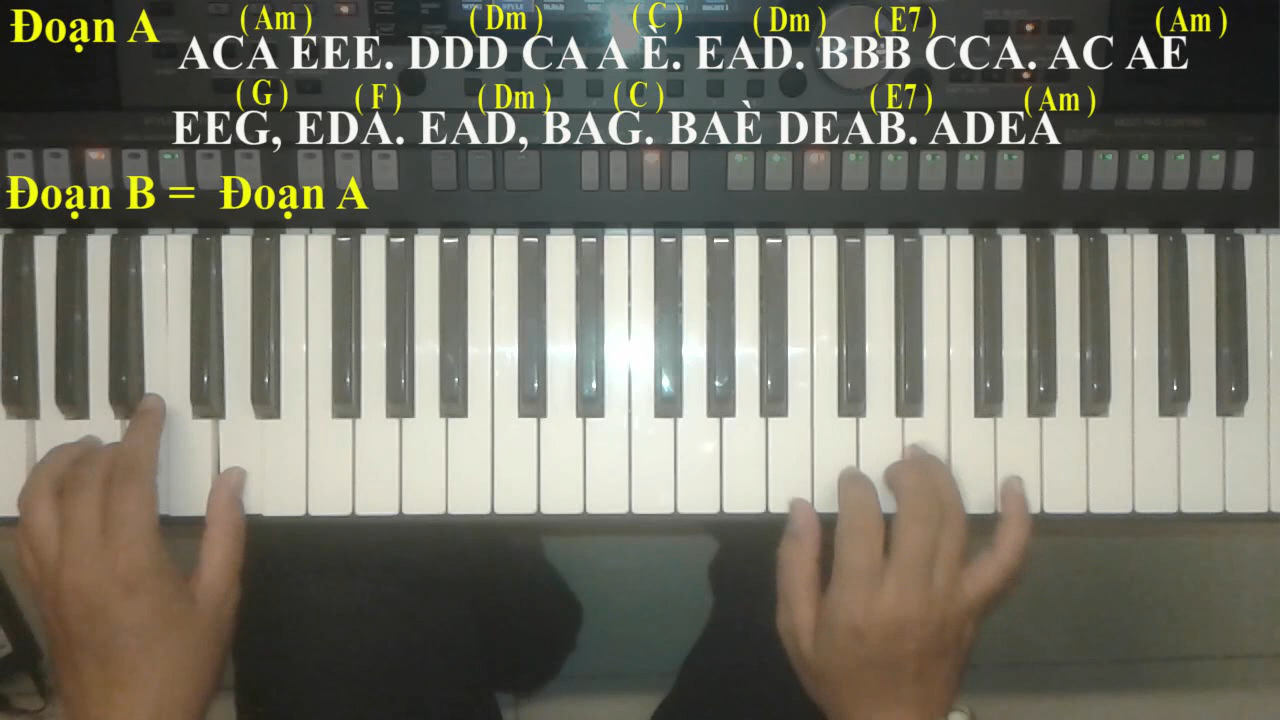 Đoạn A (Am) (Dm) (C) (Dm) (E7) (Am)
ACA EEE. DDD CA A È. EAD. BBB CCA. AC AE
(G) (F) (Dm) (C) (E7) (Am)
EEG, EDA. EAD, BAG. BAÈ DEAB. ADEA
Đoạn B = Đoạn A